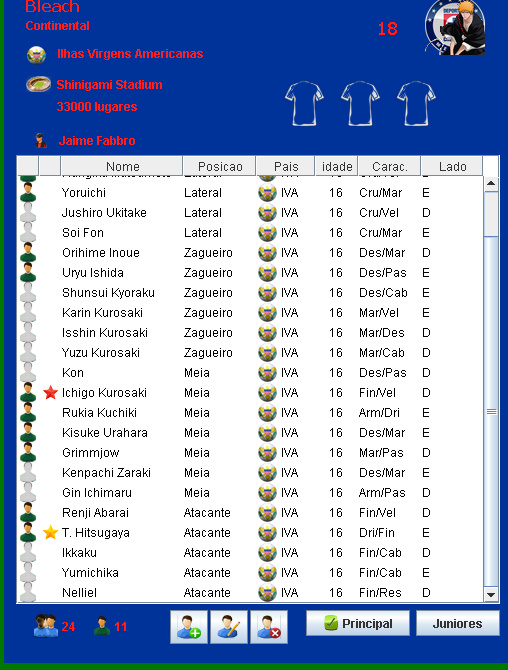 Bleach
Continental
18
Ilhas Virgens Americanas
Shinigami Stadium
33000 lugares
Jaime Fabbro
Nome Posicao Pais idade Carac. Lado
Yoruichi Lateral IVA 16 Cru/Mar E
Jushiro Ukitake Lateral IVA 16 Cru/Vel D
Soi Fon Lateral IVA 16 Cru/Mar E
Orihime Inoue Zagueiro IVA 16 Des/Mar D
Uryu Ishida Zagueiro IVA 16 Des/Pas E
Shunsui Kyoraku Zagueiro IVA 16 Des/Cab E
Karin Kurosaki Zagueiro IVA 16 Mar/Vel E
Isshin Kurosaki Zagueiro IVA 16 Mar/Des D
Yuzu Kurosaki Zagueiro IVA 16 Mar/Cab D
Kon Meia IVA 16 Des/Pas D
Ichigo Kurosaki Meia IVA 16 Fin/Vel D
Rukia Kuchiki Meia IVA 16 Arm/Dri E
Kisuke Urahara Meia IVA 16 Des/Mar E
Grimmjow Meia IVA 16 Mar/Pas D
Kenpachi Zaraki Meia IVA 16 Des/Mar E
Gin Ichimaru Meia IVA 16 Arm/Pas D
Renji Abarai Atacante IVA 16 Fin/Vel D
T. Hitsugaya Atacante IVA 16 Dri/Fin E
Ikkaku Atacante IVA 16 Fin/Cab D
Yumichika Atacante IVA 16 Fin/Cab E
Nelliel Atacante IVA 16 Fin/Res D
24 11 Principal Juniores